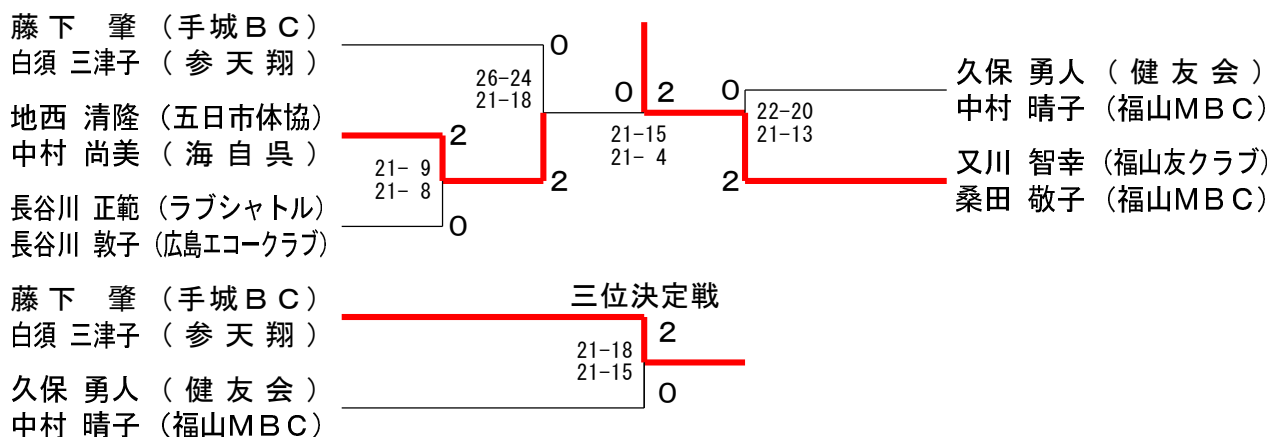 藤下 肇 (手城BC)
白須 三津子 (参天翔)
0
26-24
21-18
地西 清隆 (五日市体協)
中村 尚美 (海自呉)
2
21- 9
21- 8
2
長谷川 正範 (ラブシャトル)
長谷川 敦子 (広島エコークラブ)
0
0 2
21-15
21- 4
0
22-20
21-13
2
久保 勇人 (健友会)
中村 晴子 (福山MBC)
又川 智幸 (福山友クラブ)
桑田 敬子 (福山MBC)
三位決定戦
藤下 肇 (手城BC)
白須 三津子 (参天翔)
2
21-18
21-15
0
久保 勇人 (健友会)
中村 晴子 (福山MBC)